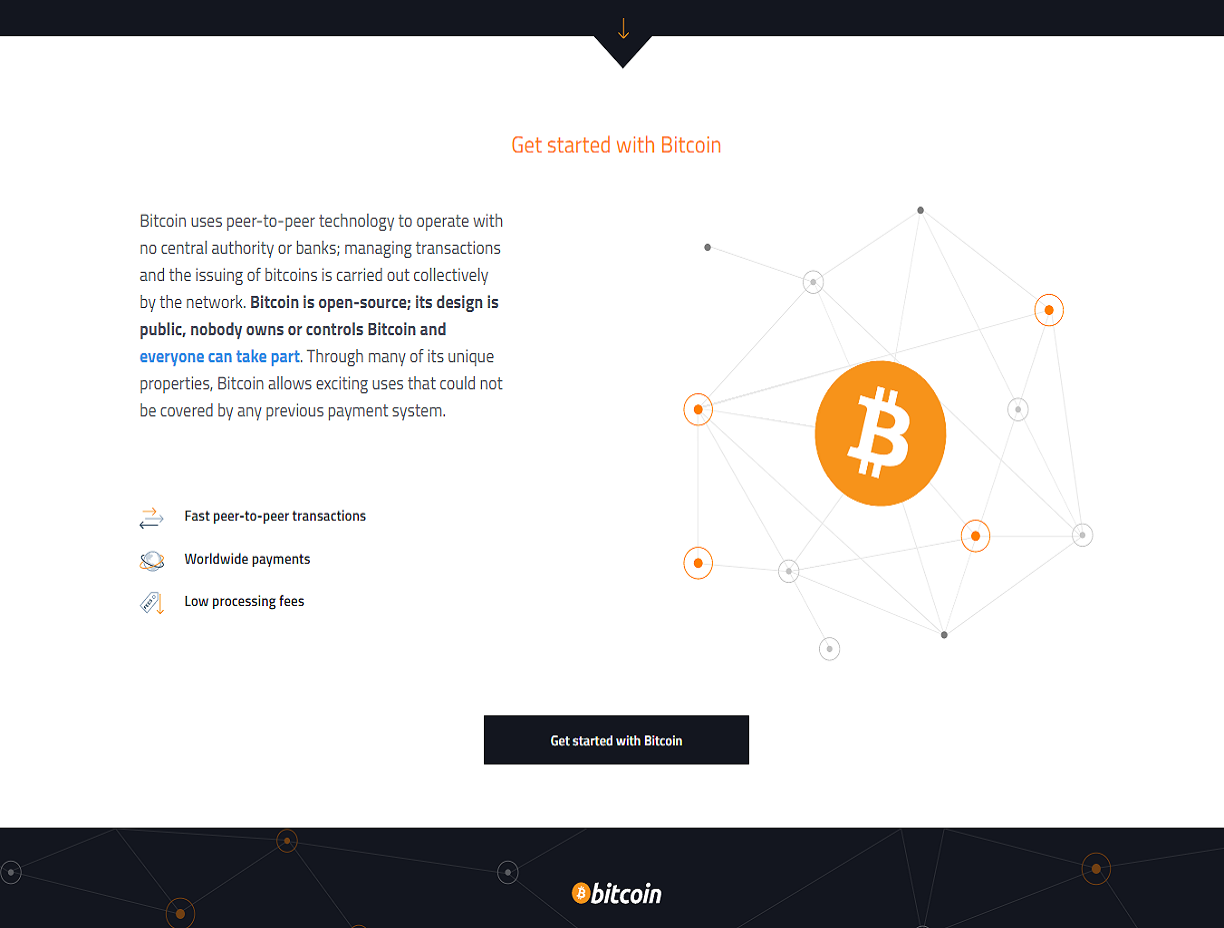 Get started with Bitcoin
Bitcoin uses peer-to-peer technology to operate with
no central authority or banks; managing transactions
and the issuing of bitcoins is carried out collectively
by the network. Bitcoin is open-source; its design is
public, nobody owns or controls Bitcoin and
everyone can take part. Through many of its unique
properties, Bitcoin allows exciting uses that could not
be covered by any previous payment system.
Fast peer-to-peer transactions
Worldwide payments
FEES
Low processing fees
Get started with Bitcoin
bitcoin